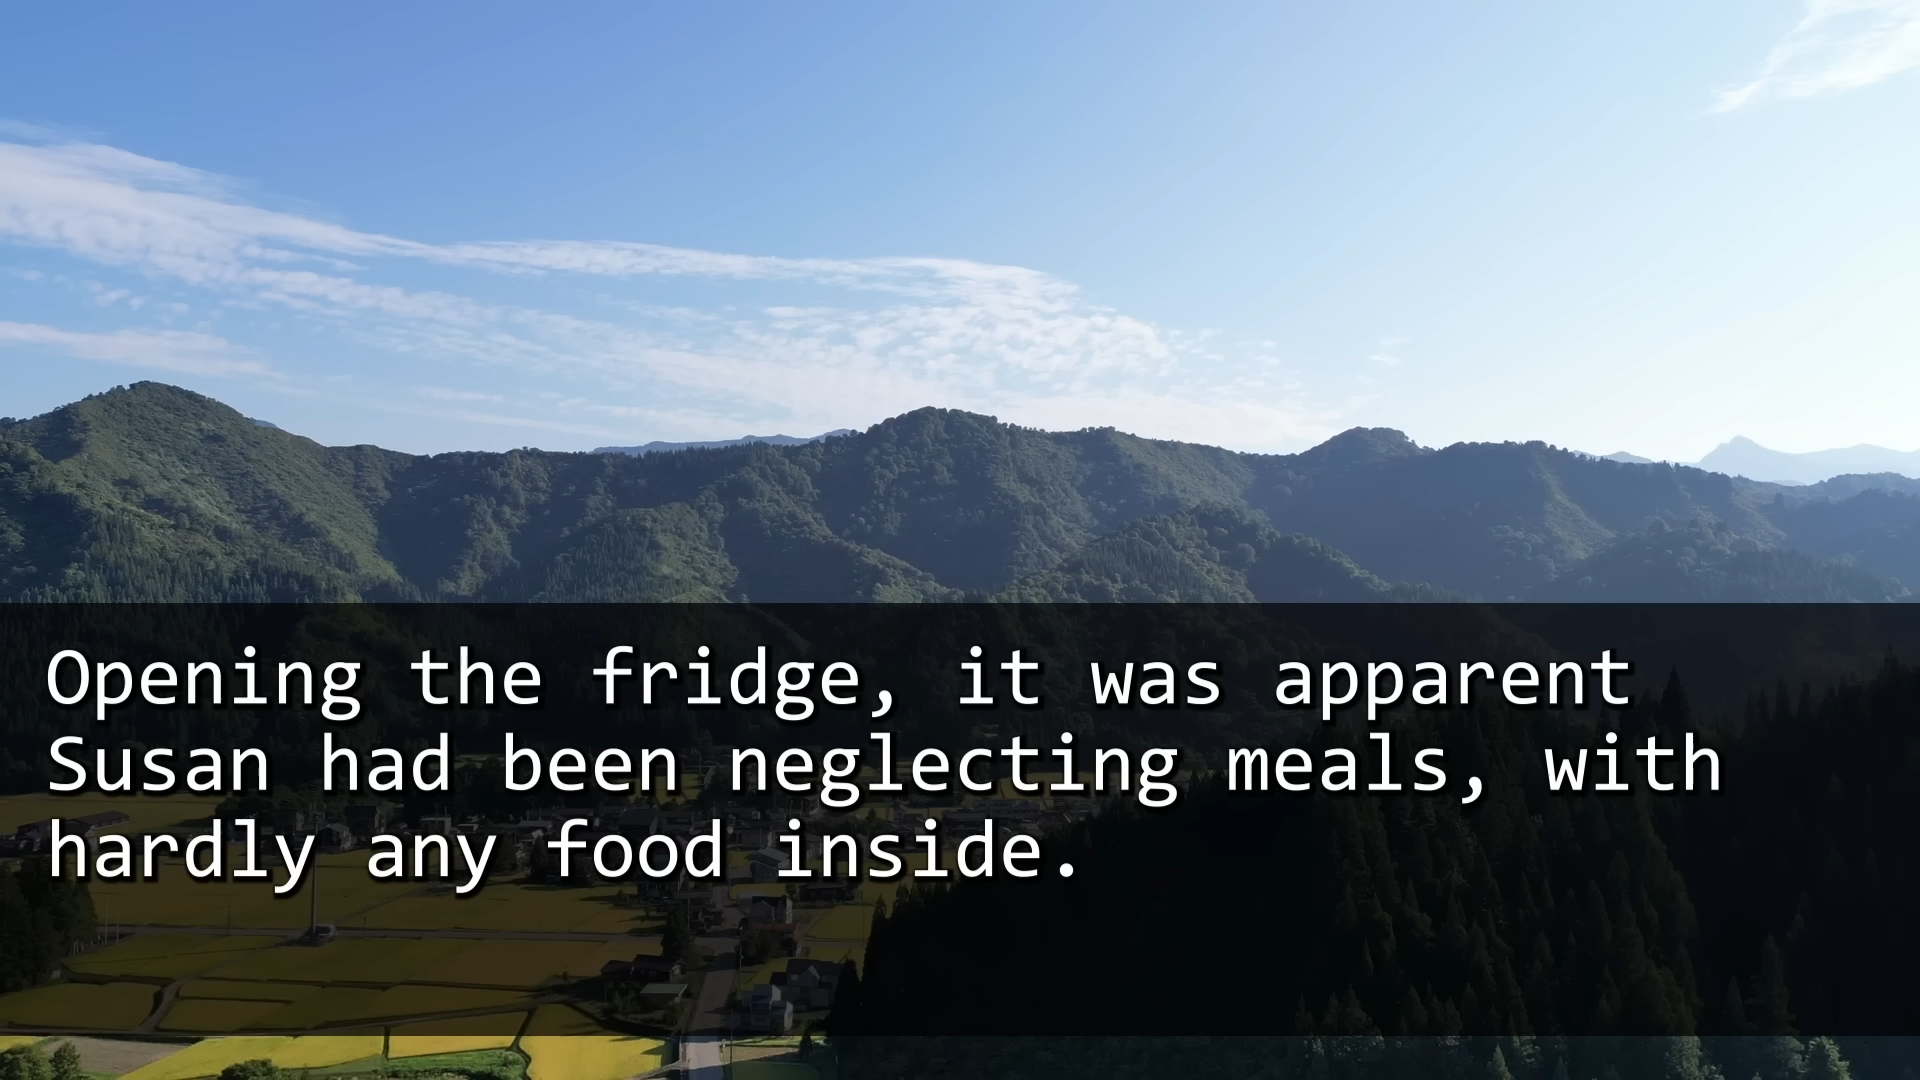 Opening the fridge, it was apparent
Susan had been neglecting meals, with
hardly any food inside.